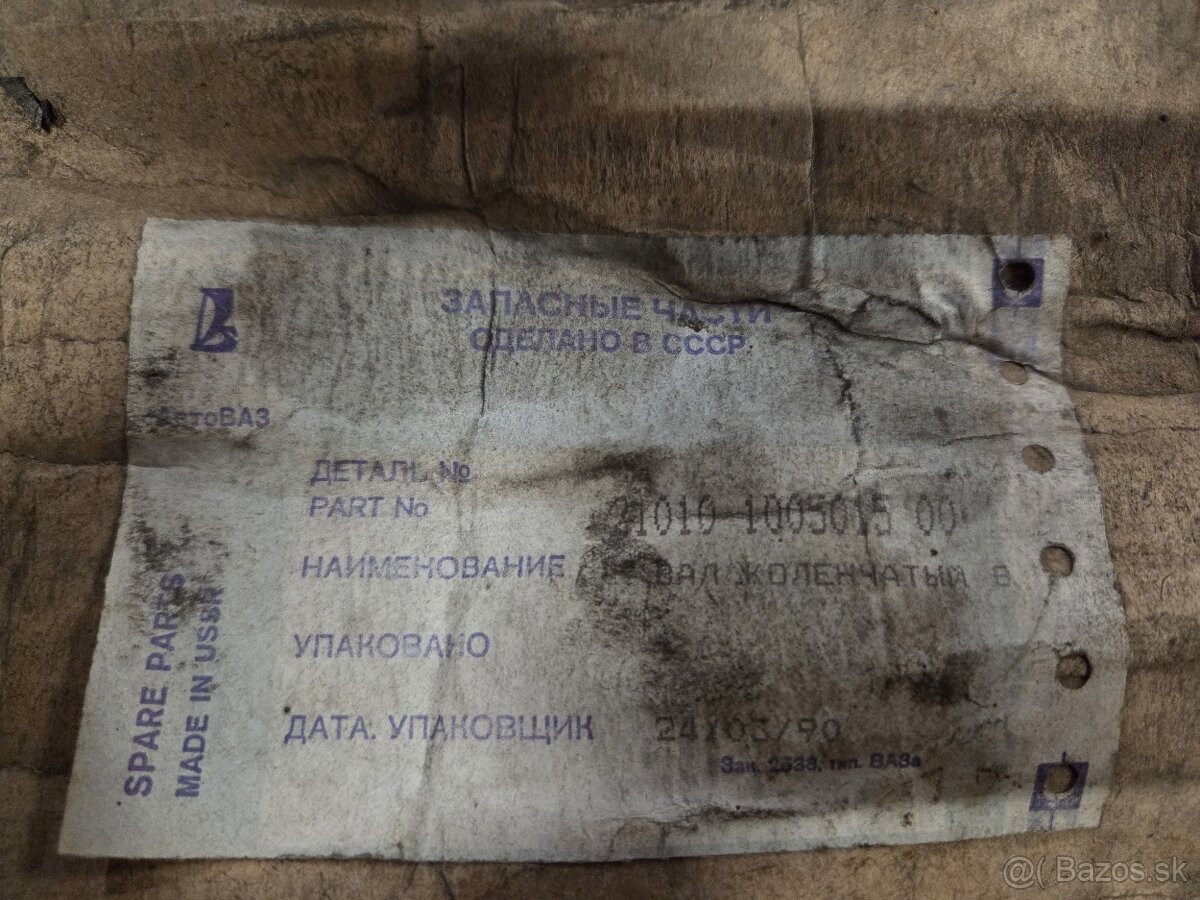 ЗАПАСНЫЕ ЧАСТИ
СДЕЛАНО В СССР
АвтоВАЗ
ДЕТАЛЬ №
PART No
21010 1005015 00
НАИМЕНОВАНИЕ
ВАЛ КОЛЕНЧАТЫЙ В
УПАКОВАНО
ДАТА. УПАКОВЩИК
24/03/90
Зак. 2638, тип. ВАЗа
SPARE PARTS
MADE IN USSR
@( Bazos.sk